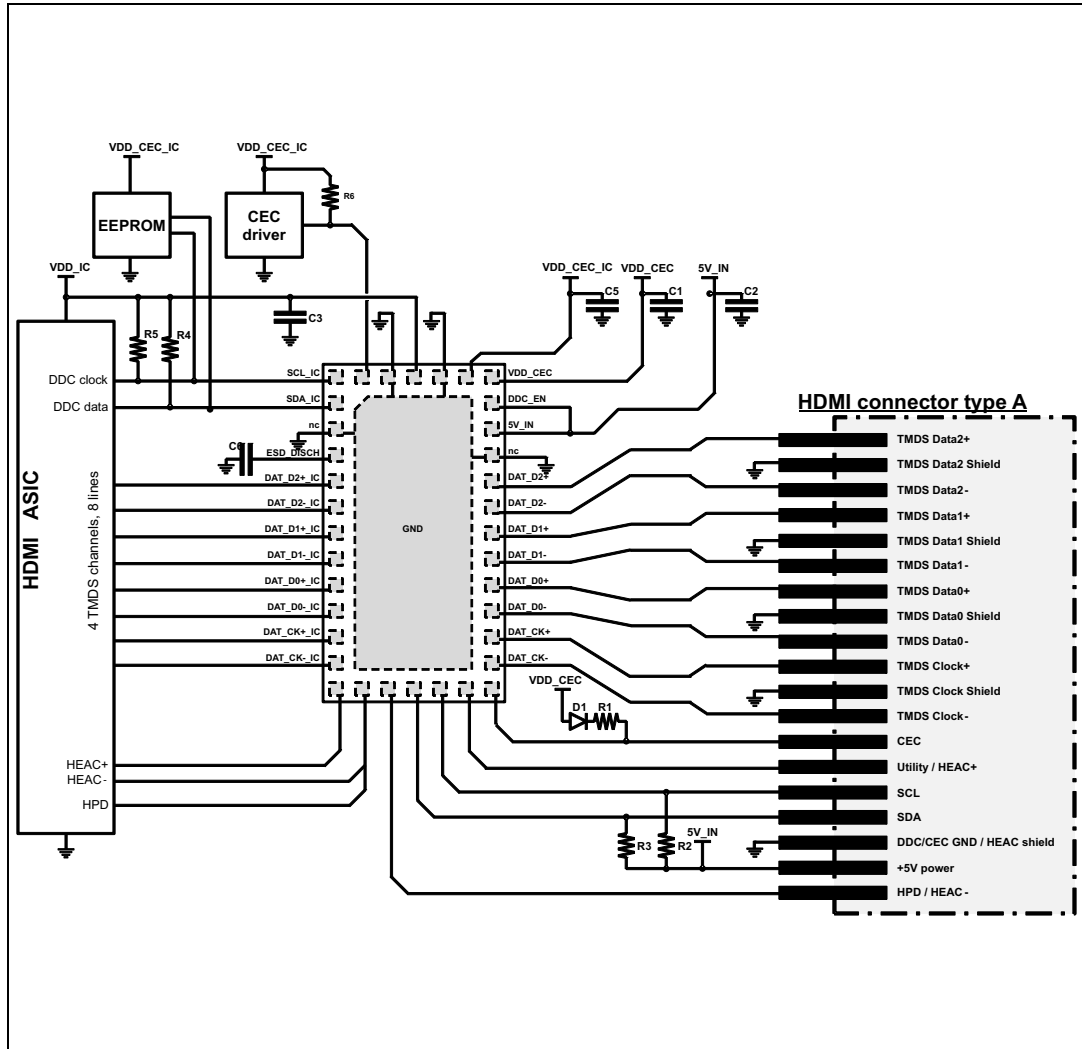 VDD_CEC_IC
VDD_CEC_IC
R6
EEPROM
CEC
driver
VDD_IC
VDD_CEC_IC
VDD_CEC
5V_IN
C5
C1
C2
C3
R5
R4
HDMI ASIC
4 TMDS channels, 8 lines
DDC clock
DDC data
HEAC+
HEAC-
HPD
SCL_IC
SDA_IC
nc
ESD_DISCH
DAT_D2+_IC
DAT_D2-_IC
DAT_D1+_IC
DAT_D1-_IC
DAT_D0+_IC
DAT_D0-_IC
DAT_CK+_IC
DAT_CK-_IC
GND
VDD_CEC
DDC_EN
5V_IN
nc
DAT_D2+
DAT_D2-
DAT_D1+
DAT_D1-
DAT_D0+
DAT_D0-
DAT_CK+
DAT_CK-
VDD_CEC
D1
R1
R3
R2
5V_IN
HDMI connector type A
TMDS Data2+
TMDS Data2 Shield
TMDS Data2-
TMDS Data1+
TMDS Data1 Shield
TMDS Data1-
TMDS Data0+
TMDS Data0 Shield
TMDS Data0-
TMDS Clock+
TMDS Clock Shield
TMDS Clock-
CEC
Utility / HEAC+
SCL
SDA
DDC/CEC GND / HEAC shield
+5V power
HPD / HEAC -